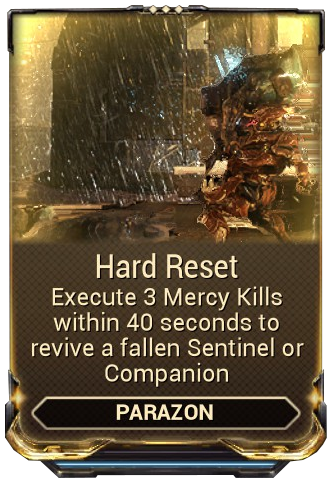 Hard Reset
Execute 3 Mercy Kills
within 40 seconds to
revive a fallen Sentinel or
Companion
PARAZON